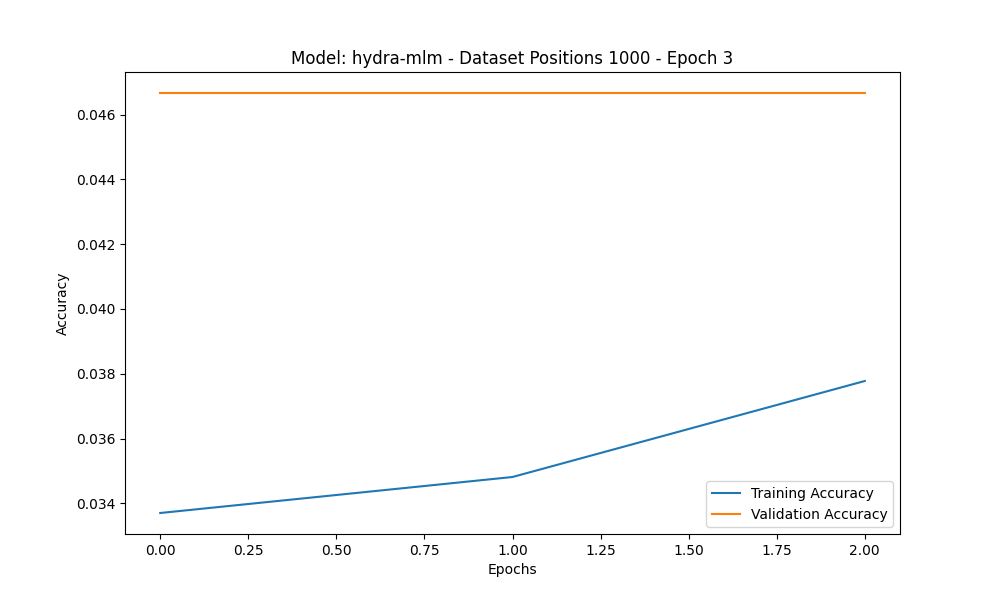 Model: hydra-mlm - Dataset Positions 1000 - Epoch 3
Accuracy
0.046
0.044
0.042
0.040
0.038
0.036
0.034
Training Accuracy
Validation Accuracy
0.00 0.25 0.50 0.75 1.00 1.25 1.50 1.75 2.00
Epochs